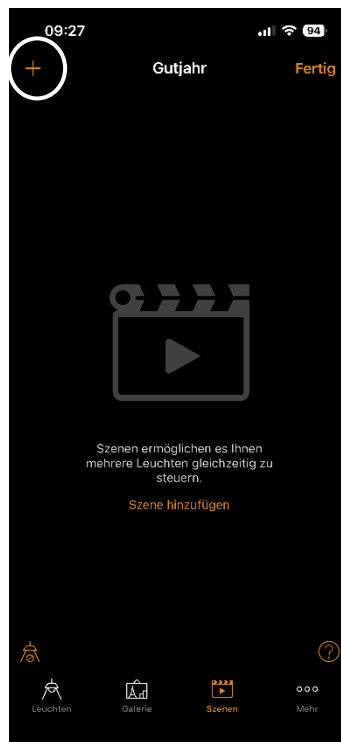 09:27
94
Gutjahr
Fertig
Szenen ermöglichen es Ihnen
mehrere Leuchten gleichzeitig zu
steuern.
Szene hinzufügen
?
Leuchten
Galerie
Szenen
Mehr